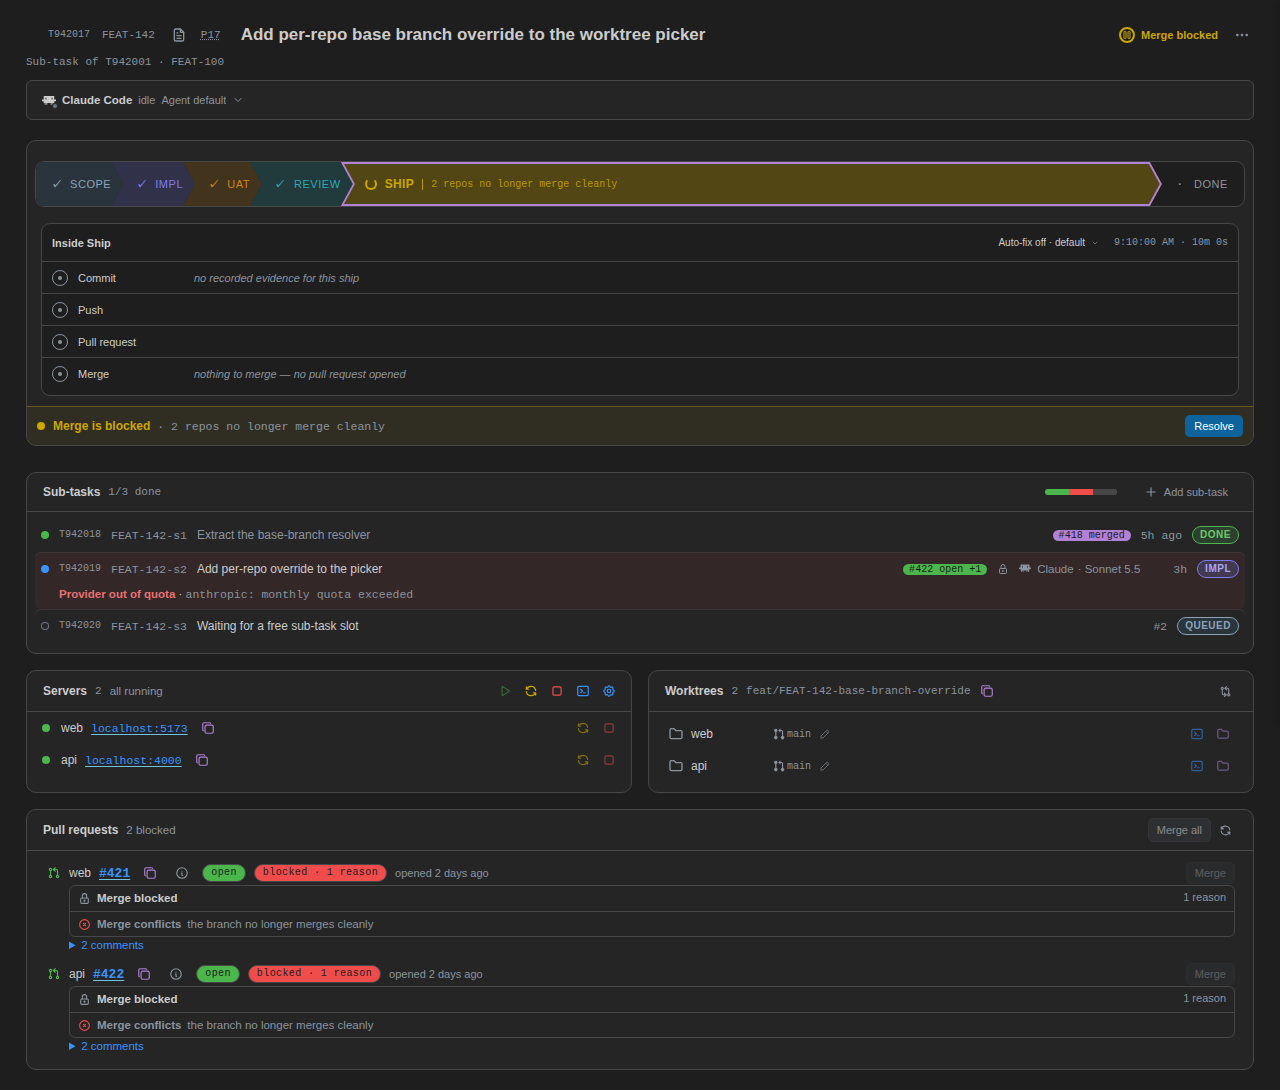 T942017 FEAT-142 P17 Add per-repo base branch override to the worktree picker Merge blocked
Sub-task of T942001 · FEAT-100
Claude Code idle Agent default
SCOPE IMPL UAT REVIEW SHIP 2 repos no longer merge cleanly DONE
Inside Ship Auto-fix off · default 9:10:00 AM · 10m 0s
Commit no recorded evidence for this ship
Push
Pull request
Merge nothing to merge — no pull request opened
Merge is blocked · 2 repos no longer merge cleanly Resolve
Sub-tasks 1/3 done Add sub-task
T942018 FEAT-142-s1 Extract the base-branch resolver #418 merged 5h ago DONE
T942019 FEAT-142-s2 Add per-repo override to the picker #422 open +1 Claude · Sonnet 5.5 3h IMPL
Provider out of quota · anthropic: monthly quota exceeded
T942020 FEAT-142-s3 Waiting for a free sub-task slot #2 QUEUED
Servers 2 all running
web localhost:5173
api localhost:4000
Worktrees 2 feat/FEAT-142-base-branch-override
web main
api main
Pull requests 2 blocked Merge all
web #421 open blocked · 1 reason opened 2 days ago Merge
Merge blocked 1 reason
Merge conflicts the branch no longer merges cleanly
2 comments
api #422 open blocked · 1 reason opened 2 days ago Merge
Merge blocked 1 reason
Merge conflicts the branch no longer merges cleanly
2 comments